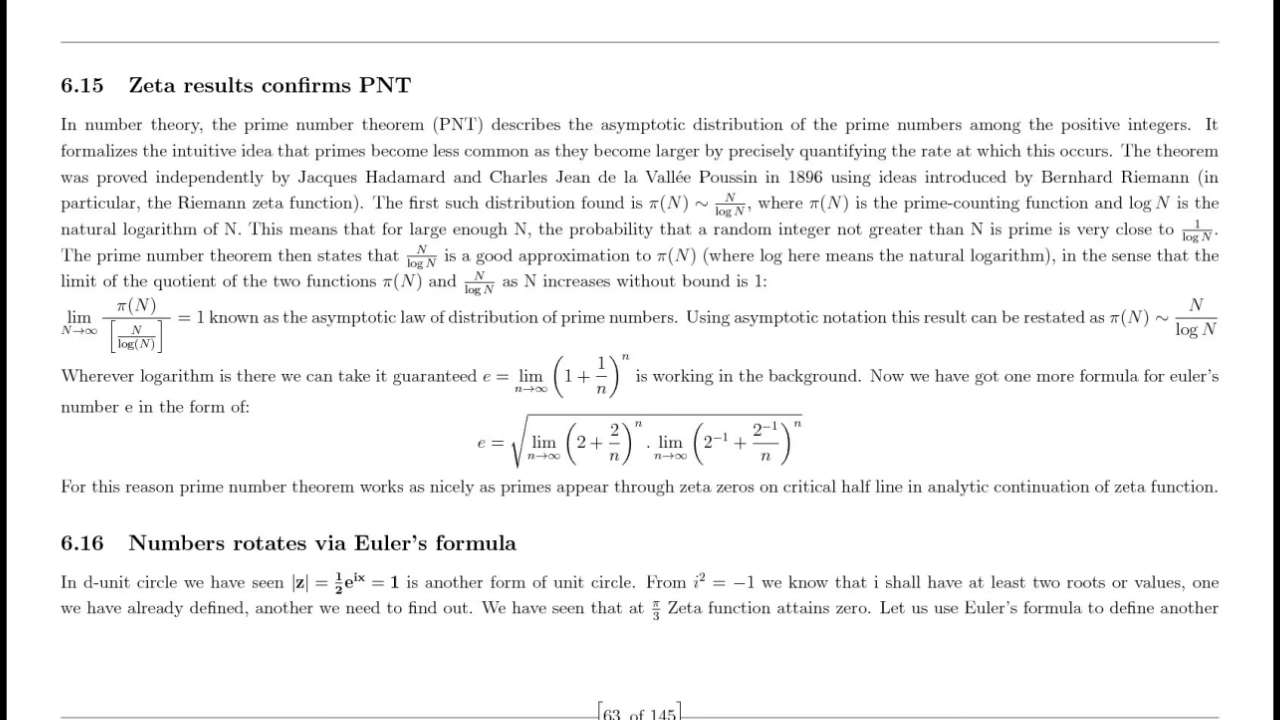 6.15 Zeta results confirms PNT
In number theory, the prime number theorem (PNT) describes the asymptotic distribution of the prime numbers among the positive integers. It
formalizes the intuitive idea that primes become less common as they become larger by precisely quantifying the rate at which this occurs. The theorem
was proved independently by Jacques Hadamard and Charles Jean de la Vallée Poussin in 1896 using ideas introduced by Bernhard Riemann (in
particular, the Riemann zeta function). The first such distribution found is π(N) ~ N/log N, where π(N) is the prime-counting function and log N is the
natural logarithm of N. This means that for large enough N, the probability that a random integer not greater than N is prime is very close to 1/log N.
The prime number theorem then states that N/log N is a good approximation to π(N) (where log here means the natural logarithm), in the sense that the
limit of the quotient of the two functions π(N) and N/log N as N increases without bound is 1:
lim N→∞ π(N)/[N/log(N)] = 1 known as the asymptotic law of distribution of prime numbers. Using asymptotic notation this result can be restated as π(N) ~ N/log N
Wherever logarithm is there we can take it guaranteed e = lim n→∞ (1 + 1/n)^n is working in the background. Now we have got one more formula for euler's
number e in the form of:
e = √(lim n→∞ (2 + 2/n)^n . lim n→∞ (2^−1 + 2^−1/n)^n)
For this reason prime number theorem works as nicely as primes appear through zeta zeros on critical half line in analytic continuation of zeta function.
6.16 Numbers rotates via Euler's formula
In d-unit circle we have seen |z| = ½e^ix = 1 is another form of unit circle. From i² = −1 we know that i shall have at least two roots or values, one
we have already defined, another we need to find out. We have seen that at π/3 Zeta function attains zero. Let us use Euler's formula to define another
[63 of 145]